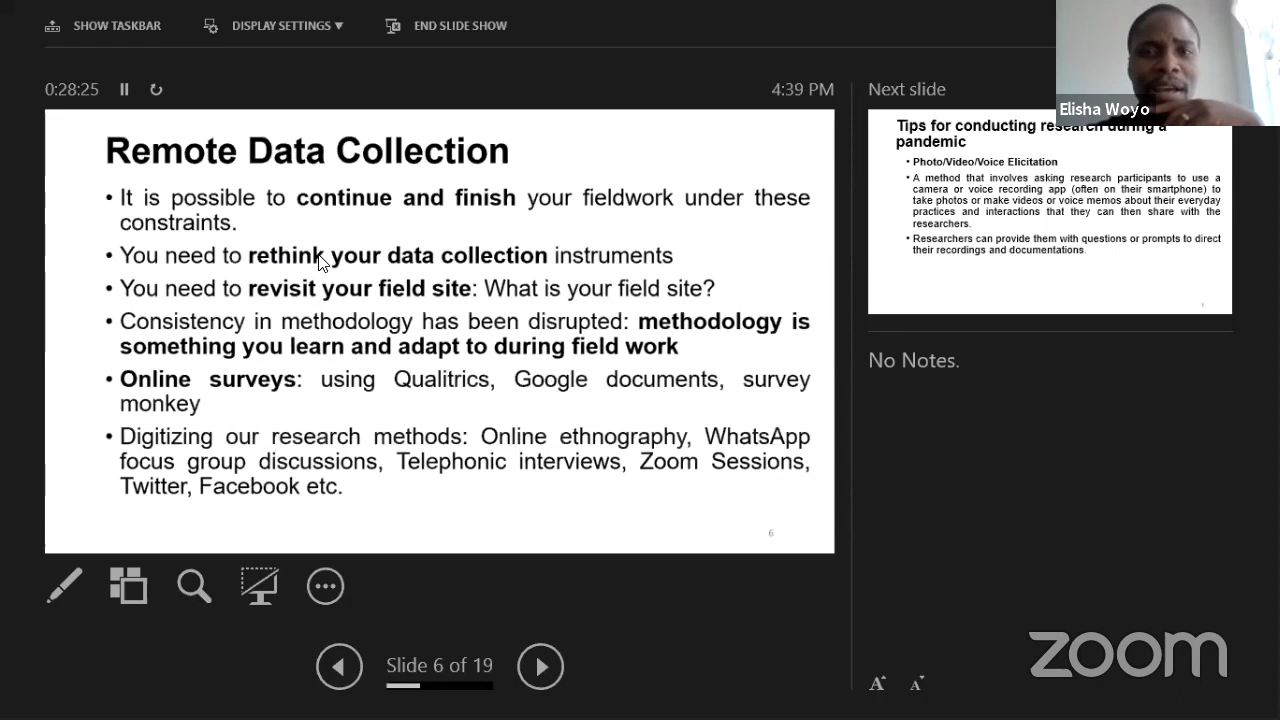 SHOW TASKBAR
DISPLAY SETTINGS ▼
END SLIDE SHOW
0:28:25
4:39 PM
Next slide
Elisha Woyo
Remote Data Collection
• It is possible to continue and finish your fieldwork under these
constraints.
• You need to rethink your data collection instruments
• You need to revisit your field site: What is your field site?
• Consistency in methodology has been disrupted: methodology is
something you learn and adapt to during field work
• Online surveys: using Qualitrics, Google documents, survey
monkey
• Digitizing our research methods: Online ethnography, WhatsApp
focus group discussions, Telephonic interviews, Zoom Sessions,
Twitter, Facebook etc.
6
Tips for conducting research during a
pandemic
• Photo/Video/Voice Elicitation
• A method that involves asking research participants to use a
camera or voice recording app (often on their smartphone) to
take photos or make videos or voice memos about their everyday
practices and interactions that they can then share with the
researchers.
• Researchers can provide them with questions or prompts to direct
their recordings and documentations.
No Notes.
Slide 6 of 19
A A
zoom